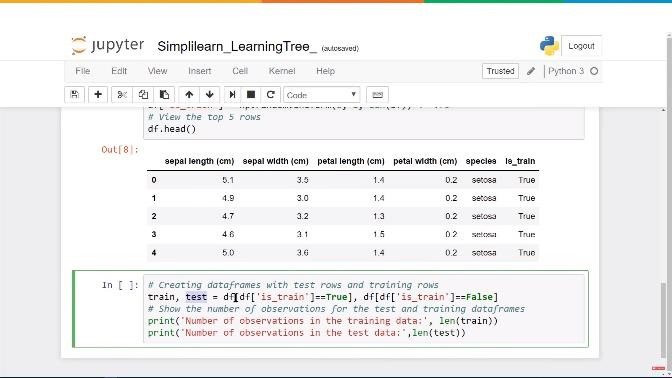 jupyter Simplilearn_LearningTree_ (autosaved) Logout
File Edit View Insert Cell Kernel Help Trusted Python 3
Code
# View the top 5 rows
df.head()
Out[8]:
sepal length (cm) sepal width (cm) petal length (cm) petal width (cm) species is_train
0 5.1 3.5 1.4 0.2 setosa True
1 4.9 3.0 1.4 0.2 setosa True
2 4.7 3.2 1.3 0.2 setosa True
3 4.6 3.1 1.5 0.2 setosa True
4 5.0 3.6 1.4 0.2 setosa True
In [ ]: # Creating dataframes with test rows and training rows
train, test = df[df['is_train']==True], df[df['is_train']==False]
# Show the number of observations for the test and training dataframes
print('Number of observations in the training data:', len(train))
print('Number of observations in the test data:',len(test))